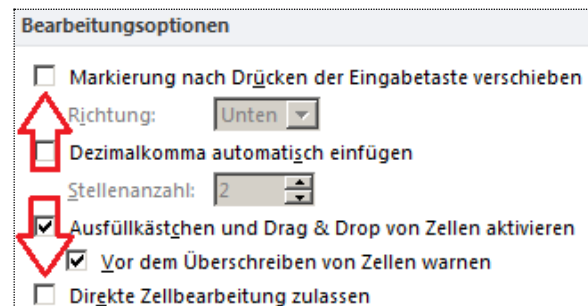 Bearbeitungsoptionen
Markierung nach Drücken der Eingabetaste verschieben
Richtung: Unten
Dezimalkomma automatisch einfügen
Stellenanzahl: 2
Ausfüllkästchen und Drag & Drop von Zellen aktivieren
Vor dem Überschreiben von Zellen warnen
Direkte Zellbearbeitung zulassen